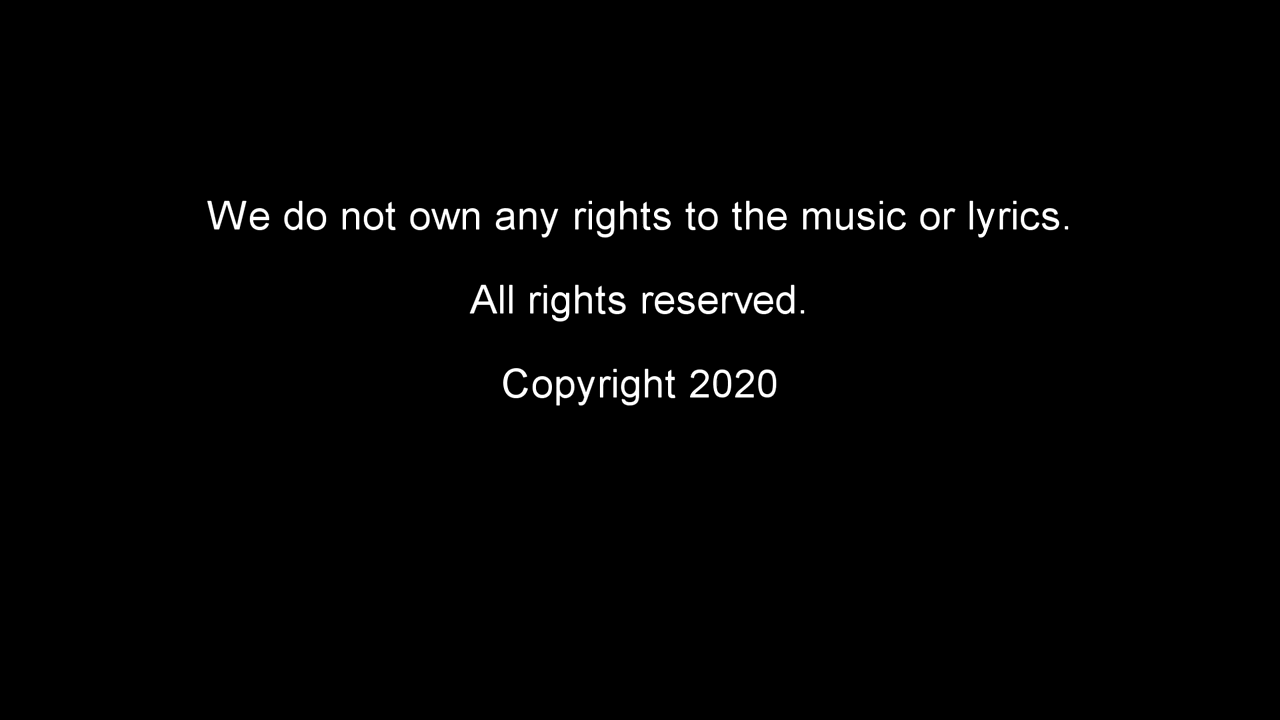 We do not own any rights to the music or lyrics.
All rights reserved.
Copyright 2020